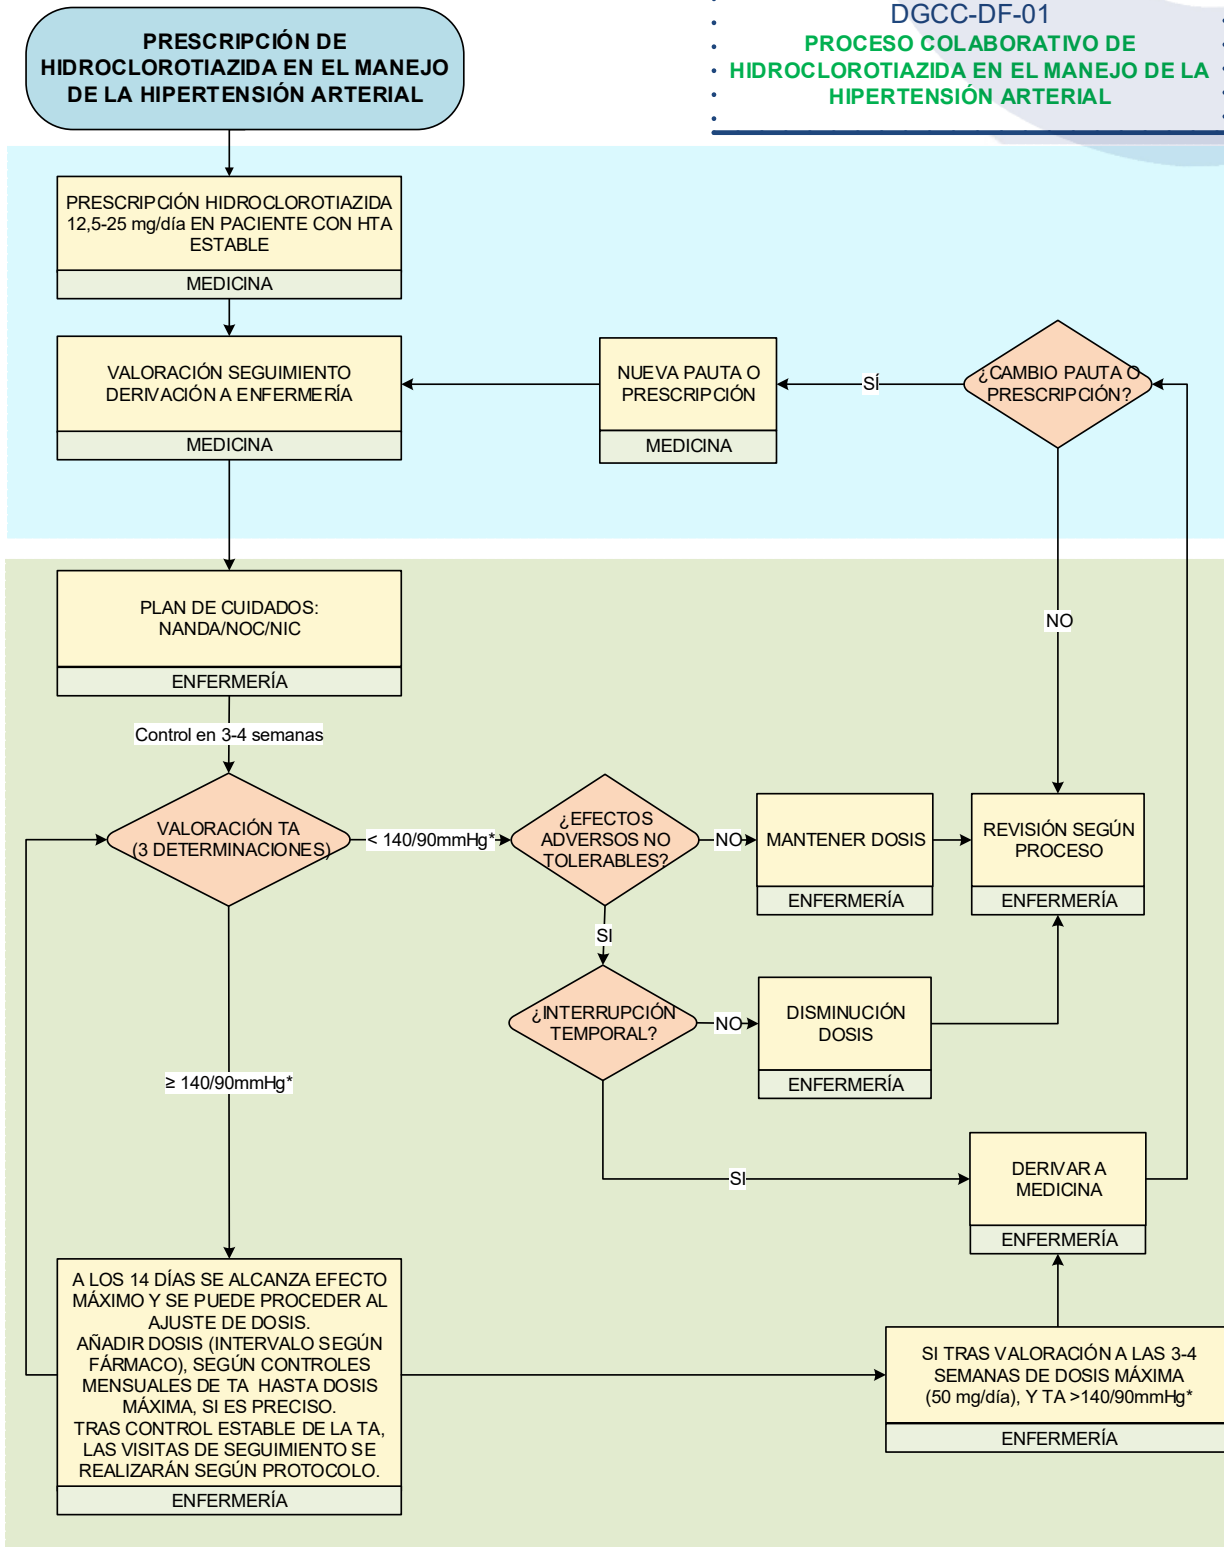 DGCC-DF-01
PROCESO COLABORATIVO DE
HIDROCLOROTIAZIDA EN EL MANEJO DE LA
HIPERTENSIÓN ARTERIAL
PRESCRIPCIÓN DE
HIDROCLOROTIAZIDA EN EL MANEJO
DE LA HIPERTENSIÓN ARTERIAL
PRESCRIPCIÓN HIDROCLOROTIAZIDA
12,5-25 mg/día EN PACIENTE CON HTA
ESTABLE
MEDICINA
VALORACIÓN SEGUIMIENTO
DERIVACIÓN A ENFERMERÍA
MEDICINA
NUEVA PAUTA O
PRESCRIPCIÓN
MEDICINA
SÍ
¿CAMBIO PAUTA O
PRESCRIPCIÓN?
NO
PLAN DE CUIDADOS:
NANDA/NOC/NIC
ENFERMERÍA
Control en 3-4 semanas
VALORACIÓN TA
(3 DETERMINACIONES)
< 140/90mmHg*
¿EFECTOS
ADVERSOS NO
TOLERABLES?
NO
MANTENER DOSIS
ENFERMERÍA
REVISIÓN SEGÚN
PROCESO
ENFERMERÍA
SI
¿INTERRUPCIÓN
TEMPORAL?
NO
DISMINUCIÓN
DOSIS
ENFERMERÍA
≥ 140/90mmHg*
SI
DERIVAR A
MEDICINA
ENFERMERÍA
A LOS 14 DÍAS SE ALCANZA EFECTO
MÁXIMO Y SE PUEDE PROCEDER AL
AJUSTE DE DOSIS.
AÑADIR DOSIS (INTERVALO SEGÚN
FÁRMACO), SEGÚN CONTROLES
MENSUALES DE TA HASTA DOSIS
MÁXIMA, SI ES PRECISO.
TRAS CONTROL ESTABLE DE LA TA,
LAS VISITAS DE SEGUIMIENTO SE
REALIZARÁN SEGÚN PROTOCOLO.
ENFERMERÍA
SI TRAS VALORACIÓN A LAS 3-4
SEMANAS DE DOSIS MÁXIMA
(50 mg/día), Y TA >140/90mmHg*
ENFERMERÍA